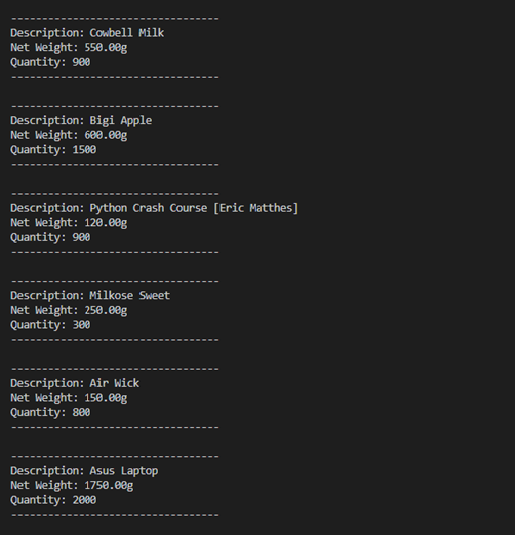 ----------------------------------
Description: Cowbell Milk
Net Weight: 550.00g
Quantity: 900
----------------------------------
----------------------------------
Description: Bigi Apple
Net Weight: 600.00g
Quantity: 1500
----------------------------------
----------------------------------
Description: Python Crash Course [Eric Matthes]
Net Weight: 120.00g
Quantity: 900
----------------------------------
----------------------------------
Description: Milkose Sweet
Net Weight: 250.00g
Quantity: 300
----------------------------------
----------------------------------
Description: Air Wick
Net Weight: 150.00g
Quantity: 800
----------------------------------
----------------------------------
Description: Asus Laptop
Net Weight: 1750.00g
Quantity: 2000
----------------------------------